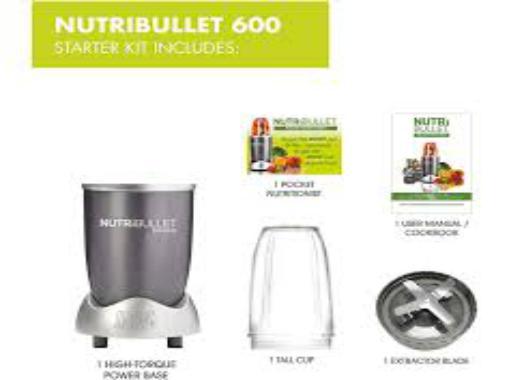 NUTRIBULLET 600
STARTER KIT INCLUDES:
NUTRIBULLET
1 POCKET
NUTRITIONIST
NUTRI
BULLET
1 USER MANUAL /
COOKBOOK
NUTRIBULLET
1 HIGH-TORQUE
POWER BASE
1 TALL CUP
1 EXTRACTOR BLADE